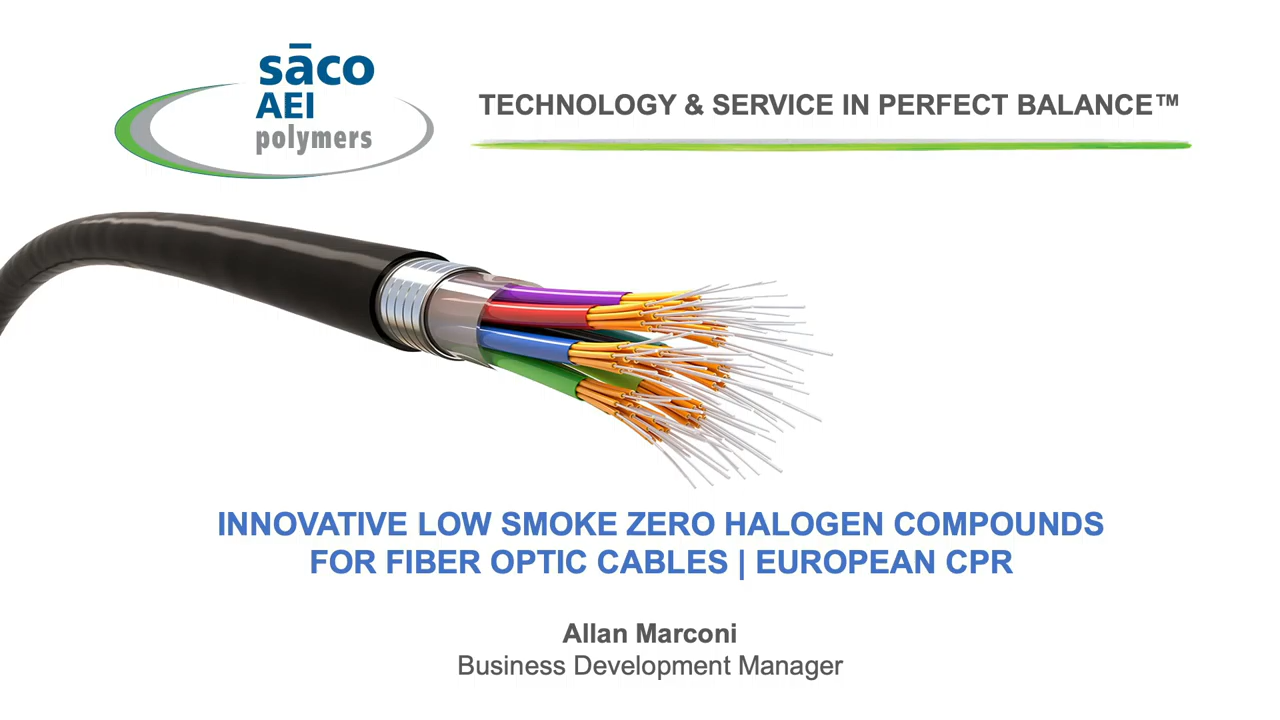 sāco
AEI
polymers
TECHNOLOGY & SERVICE IN PERFECT BALANCE™
INNOVATIVE LOW SMOKE ZERO HALOGEN COMPOUNDS
FOR FIBER OPTIC CABLES | EUROPEAN CPR
Allan Marconi
Business Development Manager